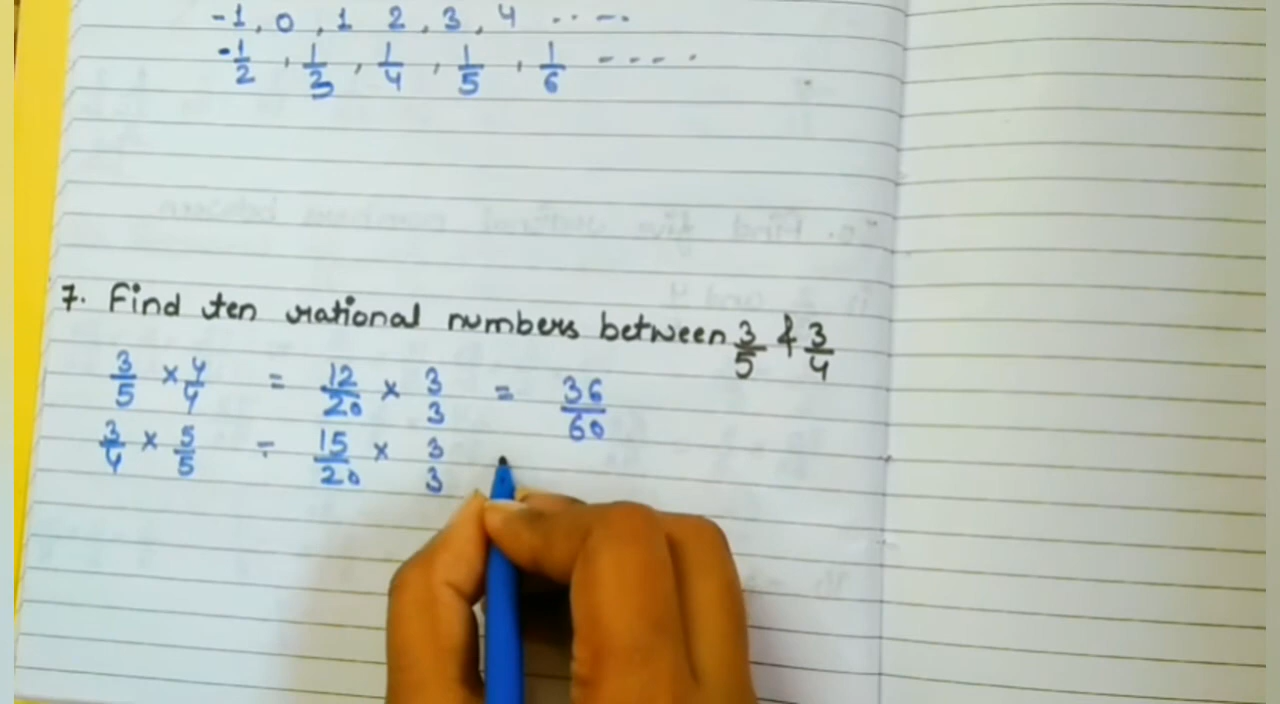 -1, 0, 1 2, 3, 4 .....
-1/2, 1/3, 1/4, 1/5, 1/6 ----.
7. Find ten rational numbers between 3/5 & 3/4
3/5 × 4/4 = 12/20 × 3/3 = 36/60
3/4 × 5/5 = 15/20 × 3/3